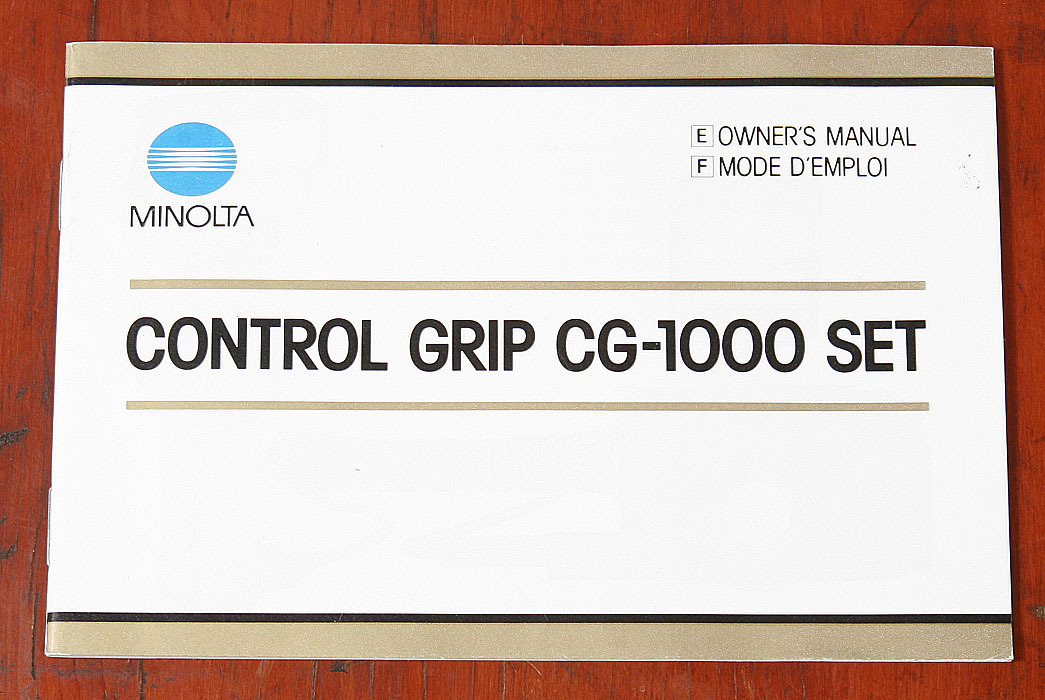 MINOLTA
E OWNER'S MANUAL
F MODE D'EMPLOI
CONTROL GRIP CG-1000 SET